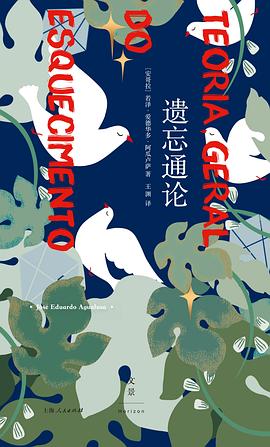 TEORIA GERAL
DO
ESQUECIMENTO
遗忘通论
[安哥拉] 若泽·爱德华多·阿瓜卢萨 著
王渊 译
José Eduardo Agualusa
文景
Horizon
上海人民出版社